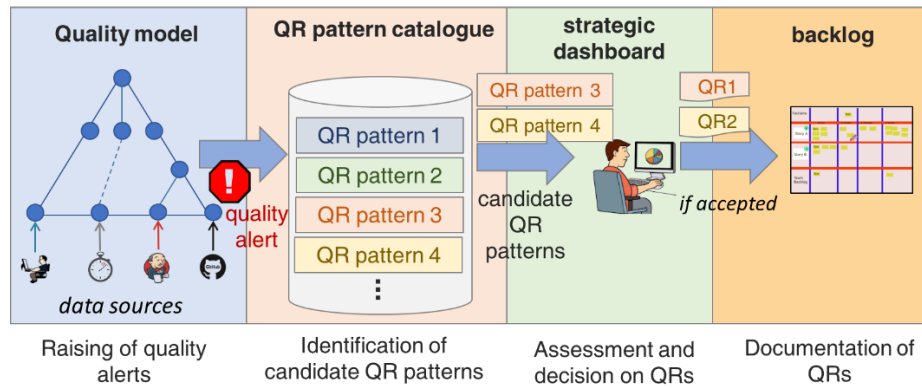 Quality model
QR pattern catalogue
strategic
dashboard
backlog
QR pattern 1
QR pattern 2
QR pattern 3
QR pattern 4
quality
alert
data sources
QR pattern 3
QR pattern 4
candidate
QR
patterns
QR1
QR2
if accepted
Raising of quality
alerts
Identification of
candidate QR patterns
Assessment and
decision on QRs
Documentation of
QRs